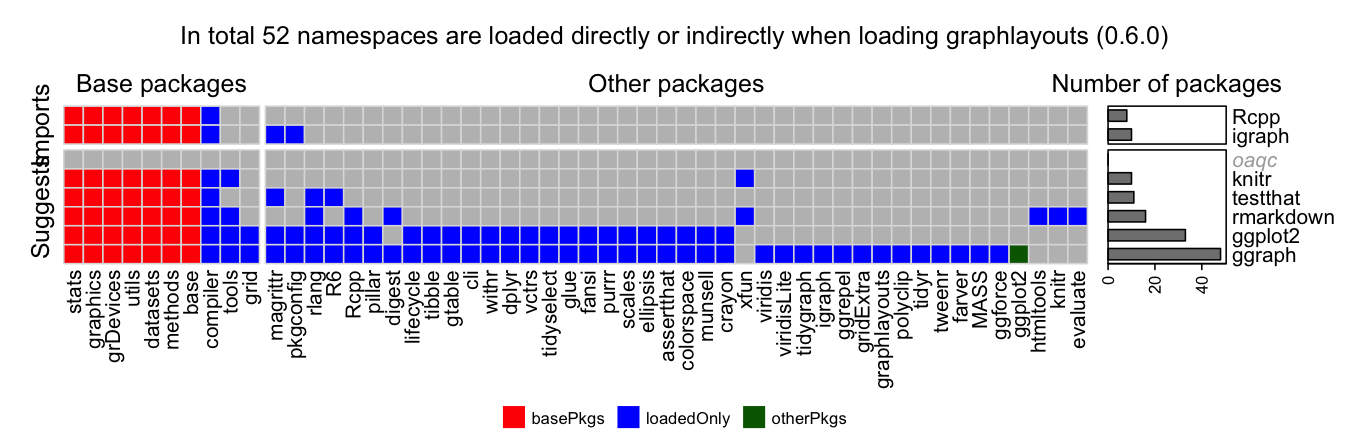 In total 52 namespaces are loaded directly or indirectly when loading graphlayouts (0.6.0)
Base packages
Other packages
Number of packages
Imports
Suggests
Rcpp
igraph
oaqc
knitr
testthat
rmarkdown
ggplot2
ggraph
0
20
40
stats
graphics
grDevices
utils
datasets
methods
base
compiler
tools
grid
magrittr
pkgconfig
rlang
R6
Rcpp
pillar
digest
lifecycle
tibble
gtable
cli
withr
dplyr
vctrs
tidyselect
glue
fansi
purrr
scales
ellipsis
assertthat
colorspace
munsell
crayon
xfun
viridis
viridisLite
tidygraph
igraph
ggrepel
gridExtra
graphlayouts
polyclip
tidyr
tweenr
farver
MASS
ggforce
ggplot2
htmltools
knitr
evaluate
basePkgs
loadedOnly
otherPkgs